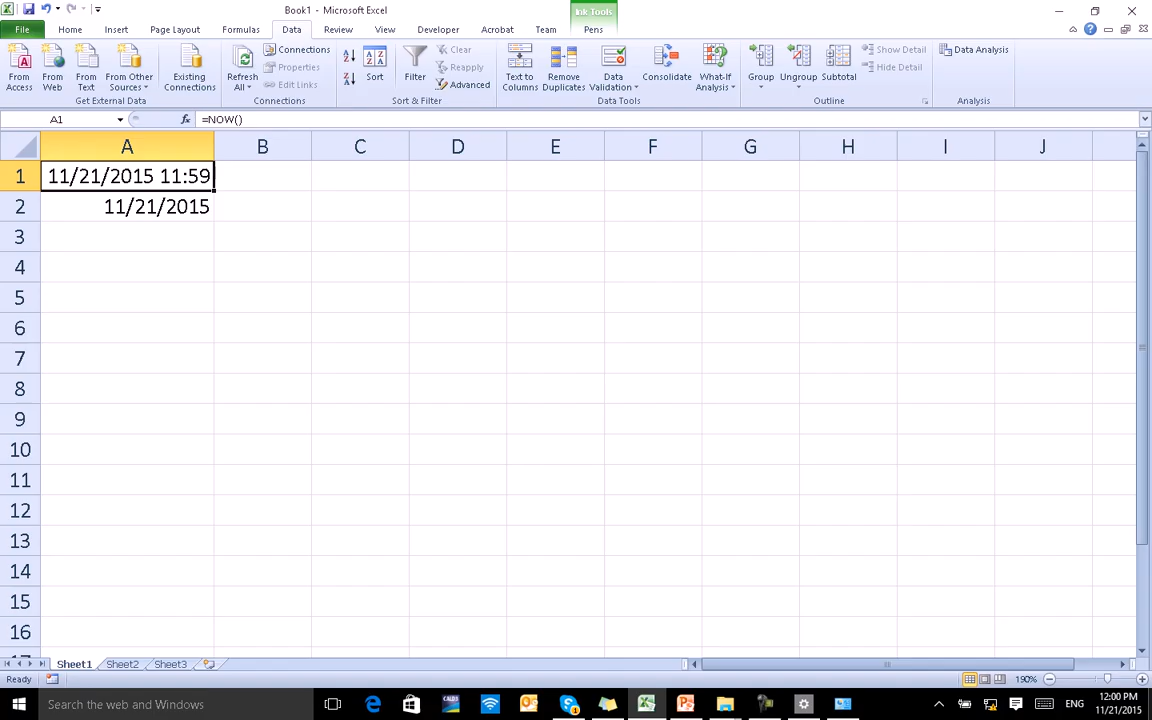 Book1 - Microsoft Excel
Ink Tools
File Home Insert Page Layout Formulas Data Review View Developer Acrobat Team Pens
From Access
From Web
From Text
From Other Sources
Existing Connections
Get External Data
Refresh All
Connections
Properties
Edit Links
Connections
Sort
Filter
Clear
Reapply
Advanced
Sort & Filter
Text to Columns
Remove Duplicates
Data Validation
Consolidate
What-If Analysis
Data Tools
Group
Ungroup
Subtotal
Show Detail
Hide Detail
Outline
Data Analysis
Analysis
A1 fx =NOW()
A B C D E F G H I J
1 11/21/2015 11:59
2 11/21/2015
3
4
5
6
7
8
9
10
11
12
13
14
15
16
Sheet1 Sheet2 Sheet3
Ready 190%
Search the web and Windows
ENG
12:00 PM
11/21/2015